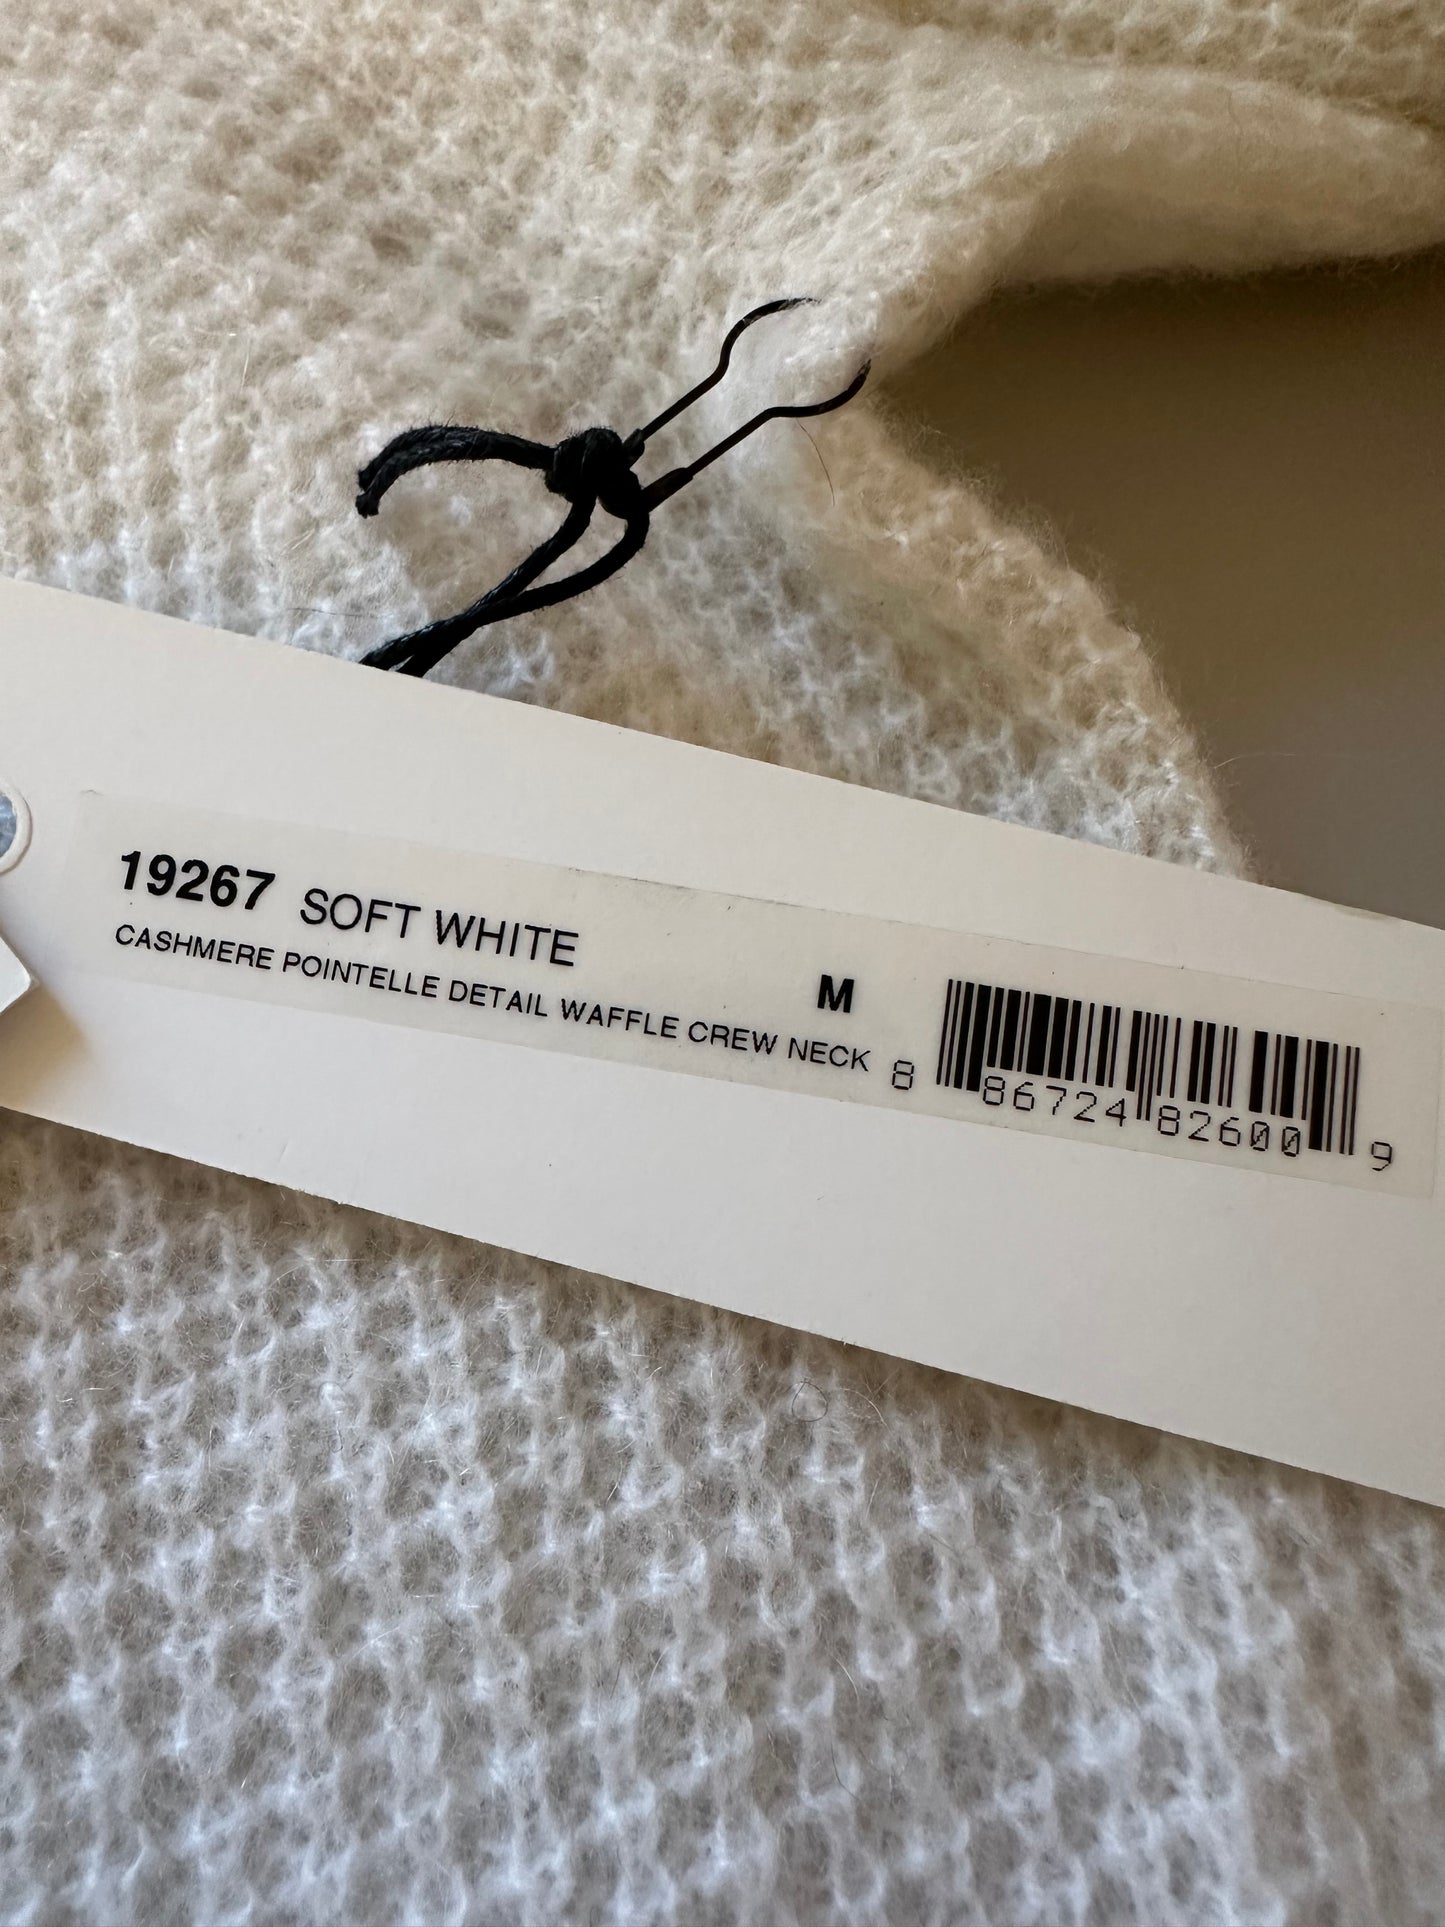 19267 SOFT WHITE
CASHMERE POINTELLE DETAIL WAFFLE CREW NECK
M
8 86724 82600 9